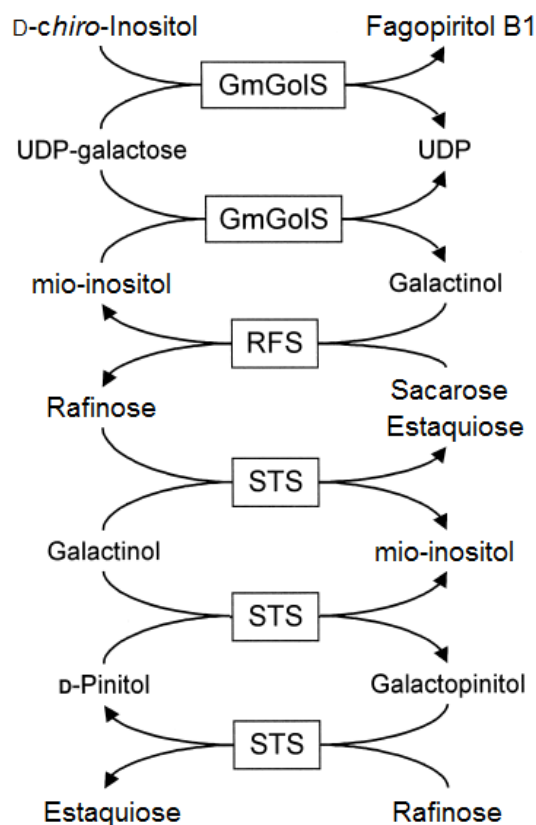 D-chiro-Inositol Fagopiritol B1
GmGolS
UDP-galactose UDP
GmGolS
mio-inositol Galactinol
RFS
Rafinose Sacarose
Estaquiose
STS
Galactinol mio-inositol
STS
D-Pinitol Galactopinitol
STS
Estaquiose Rafinose